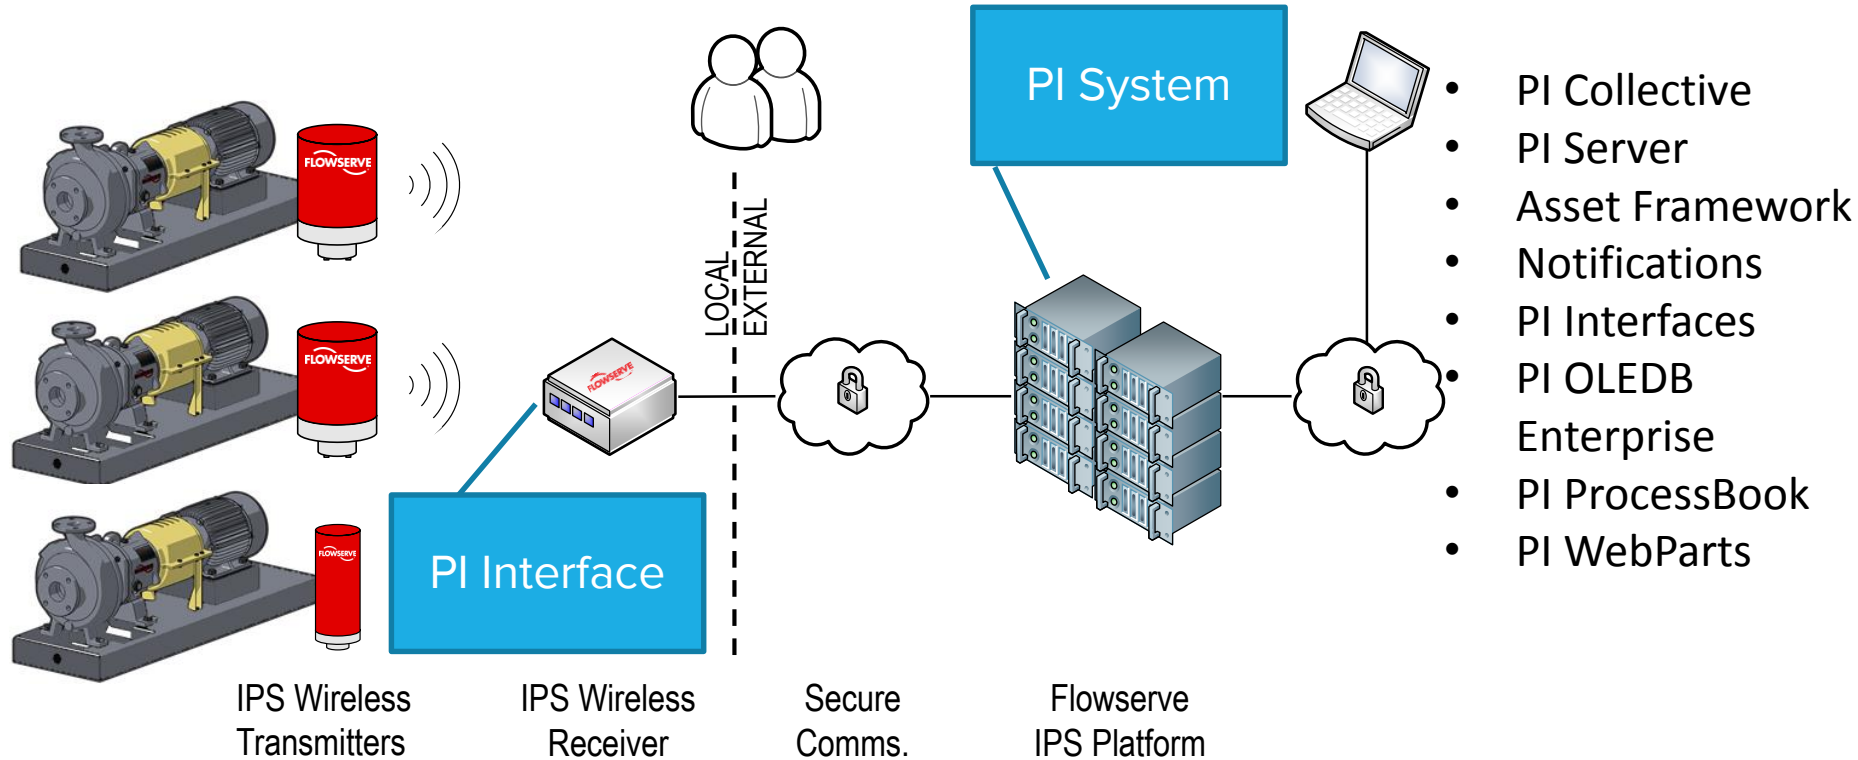 FLOWSERVE
FLOWSERVE
FLOWSERVE
FLOWSERVE
PI Interface
PI System
LOCAL
EXTERNAL
IPS Wireless
Transmitters
IPS Wireless
Receiver
Secure
Comms.
Flowserve
IPS Platform
• PI Collective
• PI Server
• Asset Framework
• Notifications
• PI Interfaces
• PI OLEDB
Enterprise
• PI ProcessBook
• PI WebParts